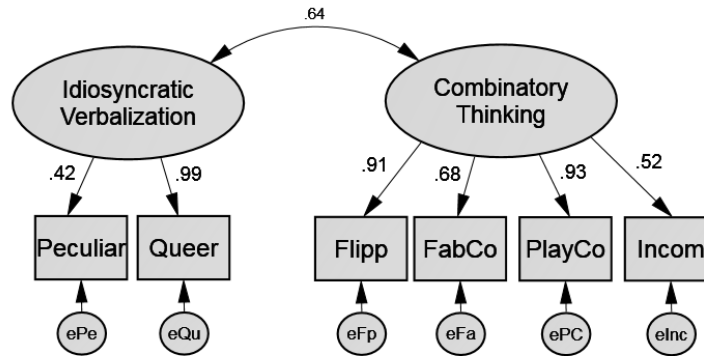 .64
Idiosyncratic
Verbalization
Combinatory
Thinking
.42
.99
.91
.68
.93
.52
Peculiar
Queer
Flipp
FabCo
PlayCo
Incom
ePe
eQu
eFp
eFa
ePC
eInc